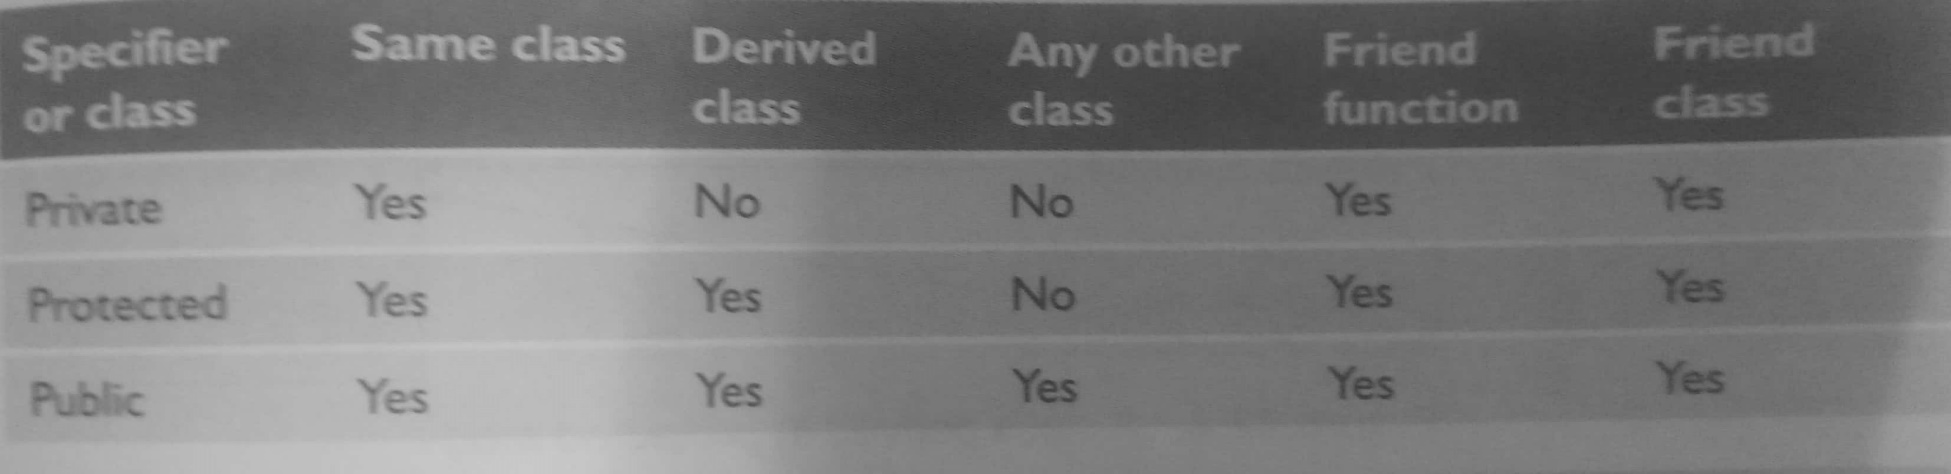 Specifier or class Same class Derived class Any other class Friend function Friend class
Private Yes No No Yes Yes
Protected Yes Yes No Yes Yes
Public Yes Yes Yes Yes Yes